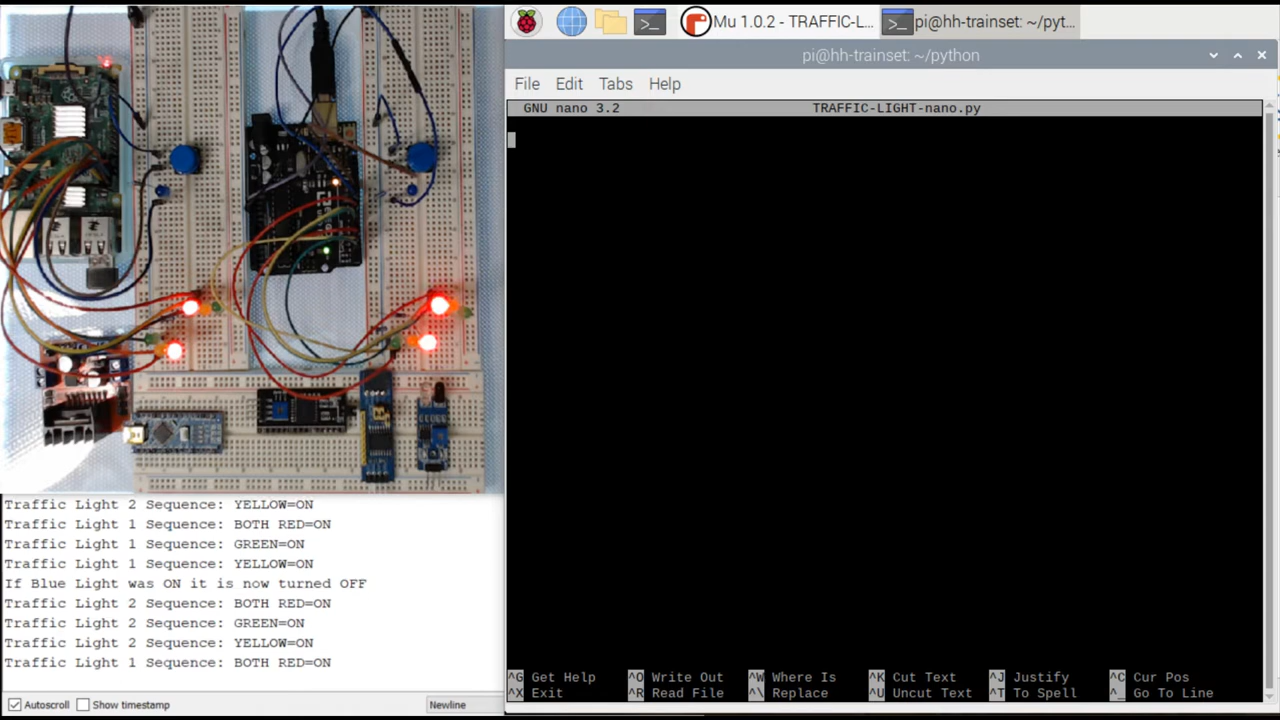 Mu 1.0.2 - TRAFFIC-L... pi@hh-trainset: ~/pyt...
pi@hh-trainset: ~/python
File Edit Tabs Help
GNU nano 3.2 TRAFFIC-LIGHT-nano.py
Traffic Light 2 Sequence: YELLOW=ON
Traffic Light 1 Sequence: BOTH RED=ON
Traffic Light 1 Sequence: GREEN=ON
Traffic Light 1 Sequence: YELLOW=ON
If Blue Light was ON it is now turned OFF
Traffic Light 2 Sequence: BOTH RED=ON
Traffic Light 2 Sequence: GREEN=ON
Traffic Light 2 Sequence: YELLOW=ON
Traffic Light 1 Sequence: BOTH RED=ON
Autoscroll Show timestamp Newline
^G Get Help ^O Write Out ^W Where Is ^K Cut Text ^J Justify ^C Cur Pos
^X Exit ^R Read File ^\ Replace ^U Uncut Text ^T To Spell ^_ Go To Line